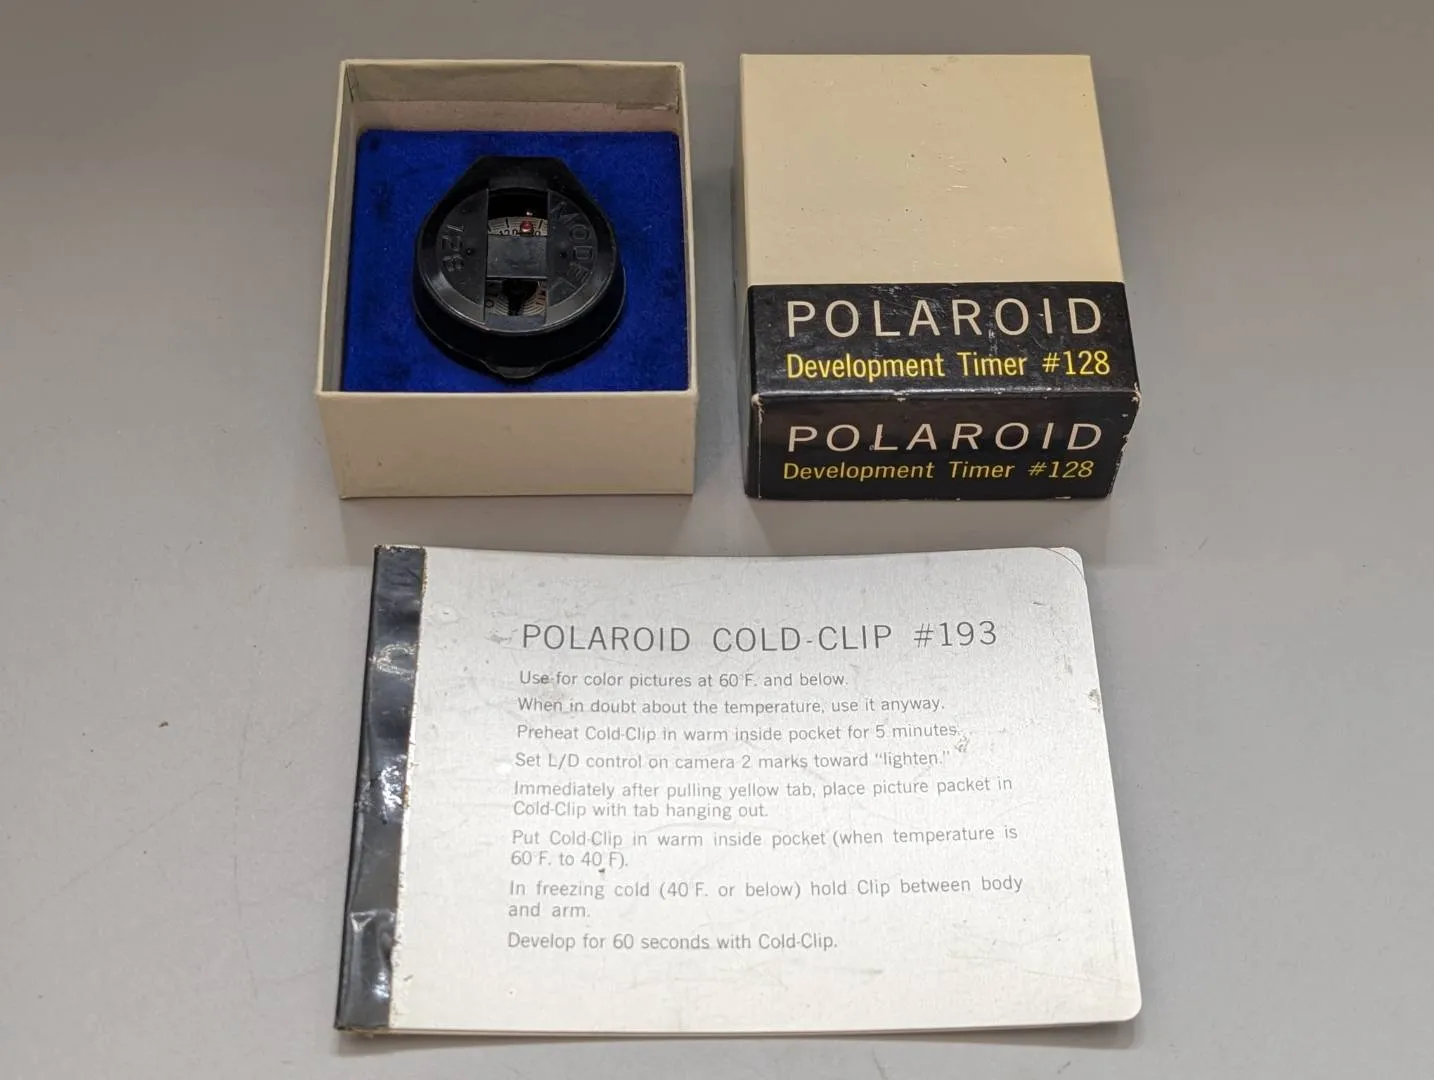 MODEL
128
POLAROID
Development Timer #128
POLAROID
Development Timer #128
POLAROID COLD-CLIP #193
Use for color pictures at 60 F. and below.
When in doubt about the temperature, use it anyway.
Preheat Cold-Clip in warm inside pocket for 5 minutes.
Set L/D control on camera 2 marks toward “lighten.”
Immediately after pulling yellow tab, place picture packet in
Cold-Clip with tab hanging out.
Put Cold-Clip in warm inside pocket (when temperature is
60 F. to 40 F).
In freezing cold (40 F. or below) hold Clip between body
and arm.
Develop for 60 seconds with Cold-Clip.